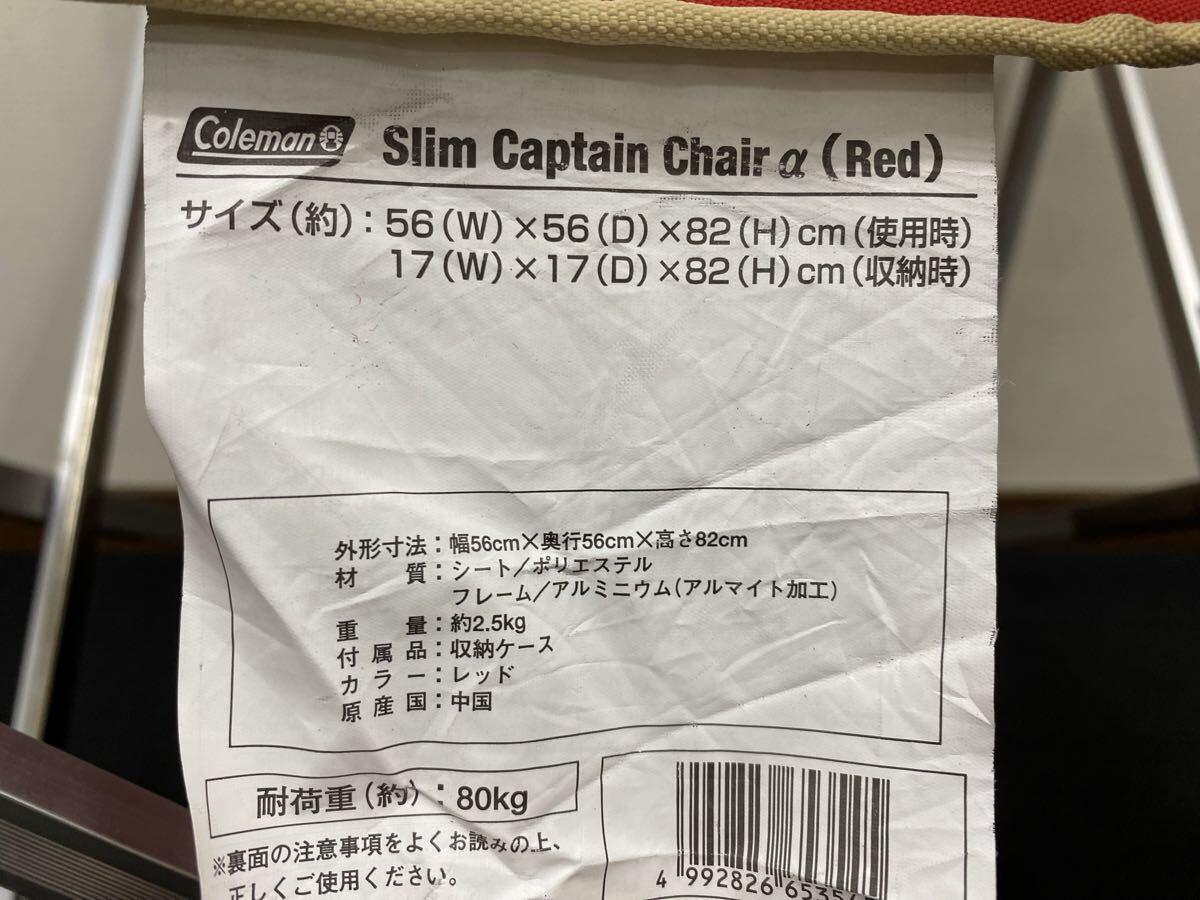 Coleman
Slim Captain Chair α (Red)
サイズ(約)：56(W)×56(D)×82(H)cm(使用時)
17(W)×17(D)×82(H)cm(収納時)
外形寸法：幅56cm×奥行56cm×高さ82cm
材　質：シート/ポリエステル
フレーム/アルミニウム(アルマイト加工)
重　量：約2.5kg
付属品：収納ケース
カラー：レッド
原産国：中国
耐荷重(約)：80kg
※裏面の注意事項をよくお読みの上、
正しくご使用ください。
4 992826